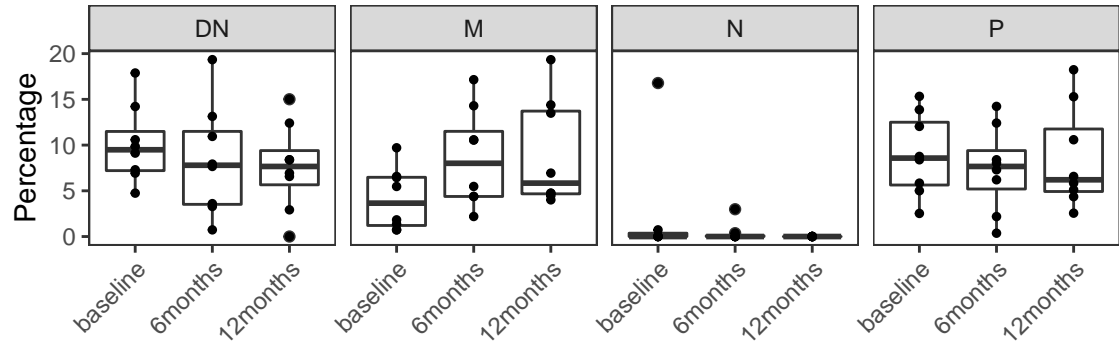 DN M N P
Percentage
20
15
10
5
0
baseline 6months 12months baseline 6months 12months baseline 6months 12months baseline 6months 12months